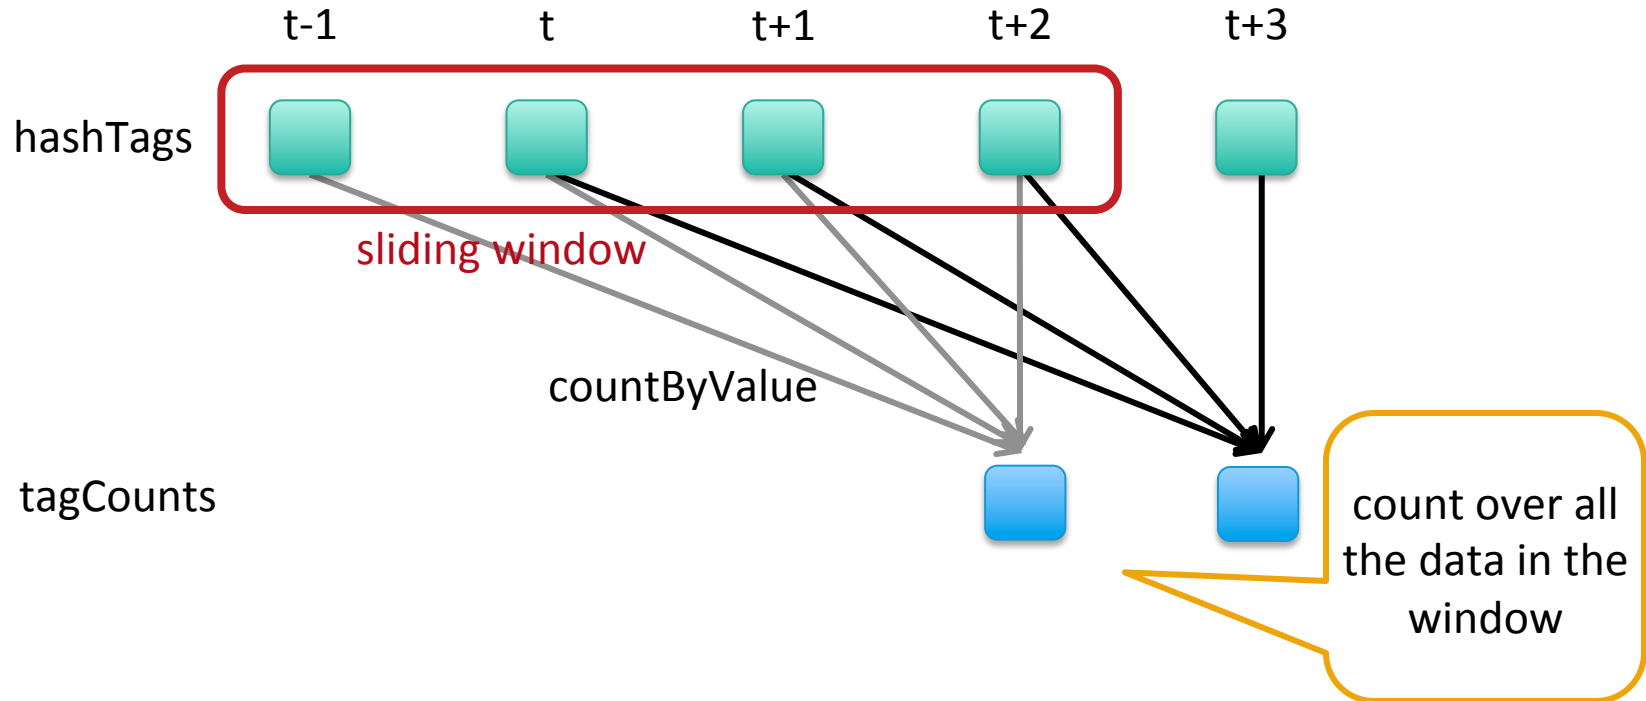 t-1 t t+1 t+2 t+3
hashTags
sliding window
countByValue
tagCounts
count over all
the data in the
window